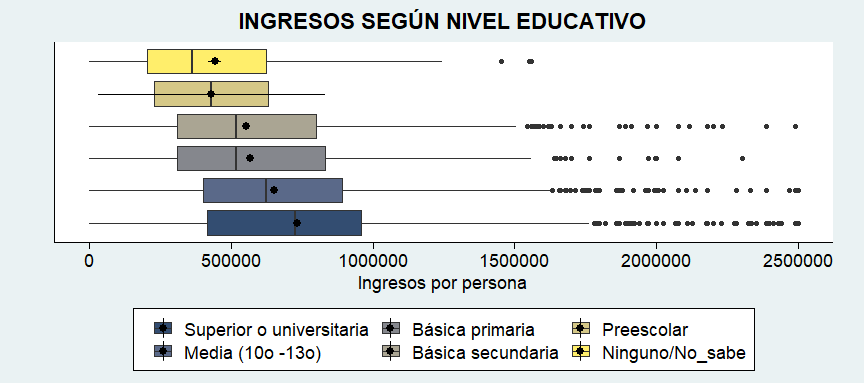 INGRESOS SEGÚN NIVEL EDUCATIVO
0 500000 1000000 1500000 2000000 2500000
Ingresos por persona
Superior o universitaria Básica primaria Preescolar
Media (10o -13o) Básica secundaria Ninguno/No_sabe